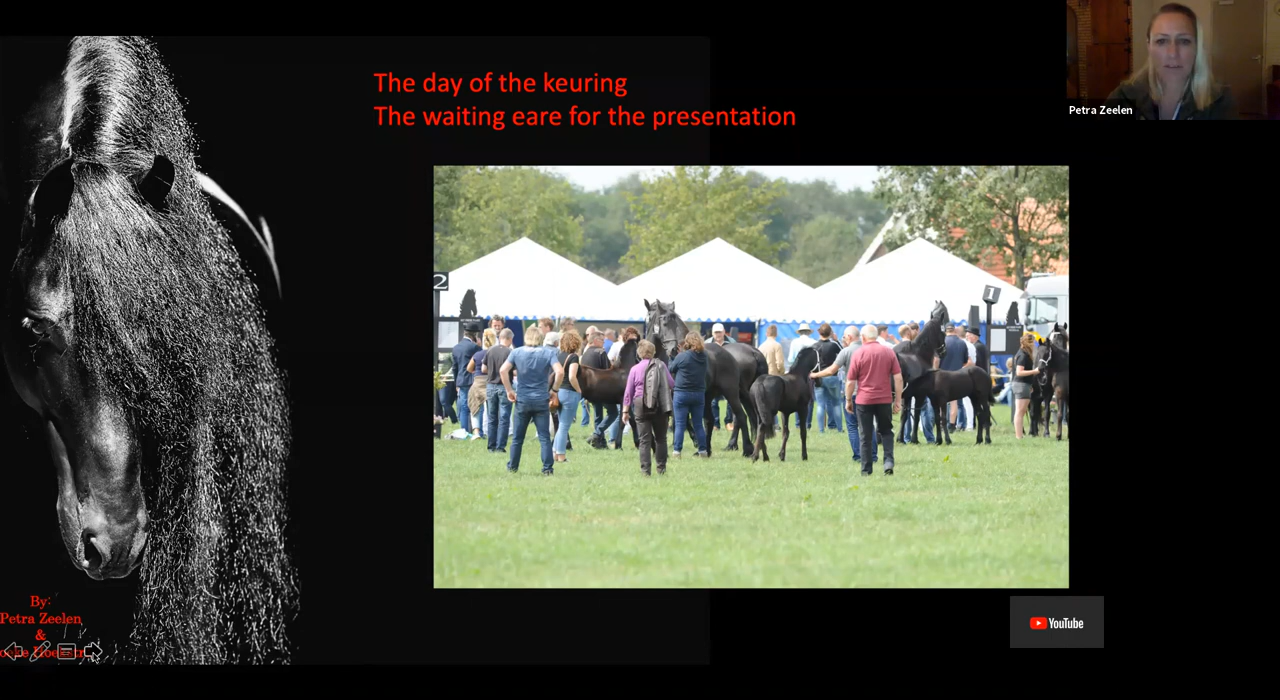 The day of the keuring
The waiting eare for the presentation
Petra Zeelen
2
1
By:
Petra Zeelen
&
YouTube